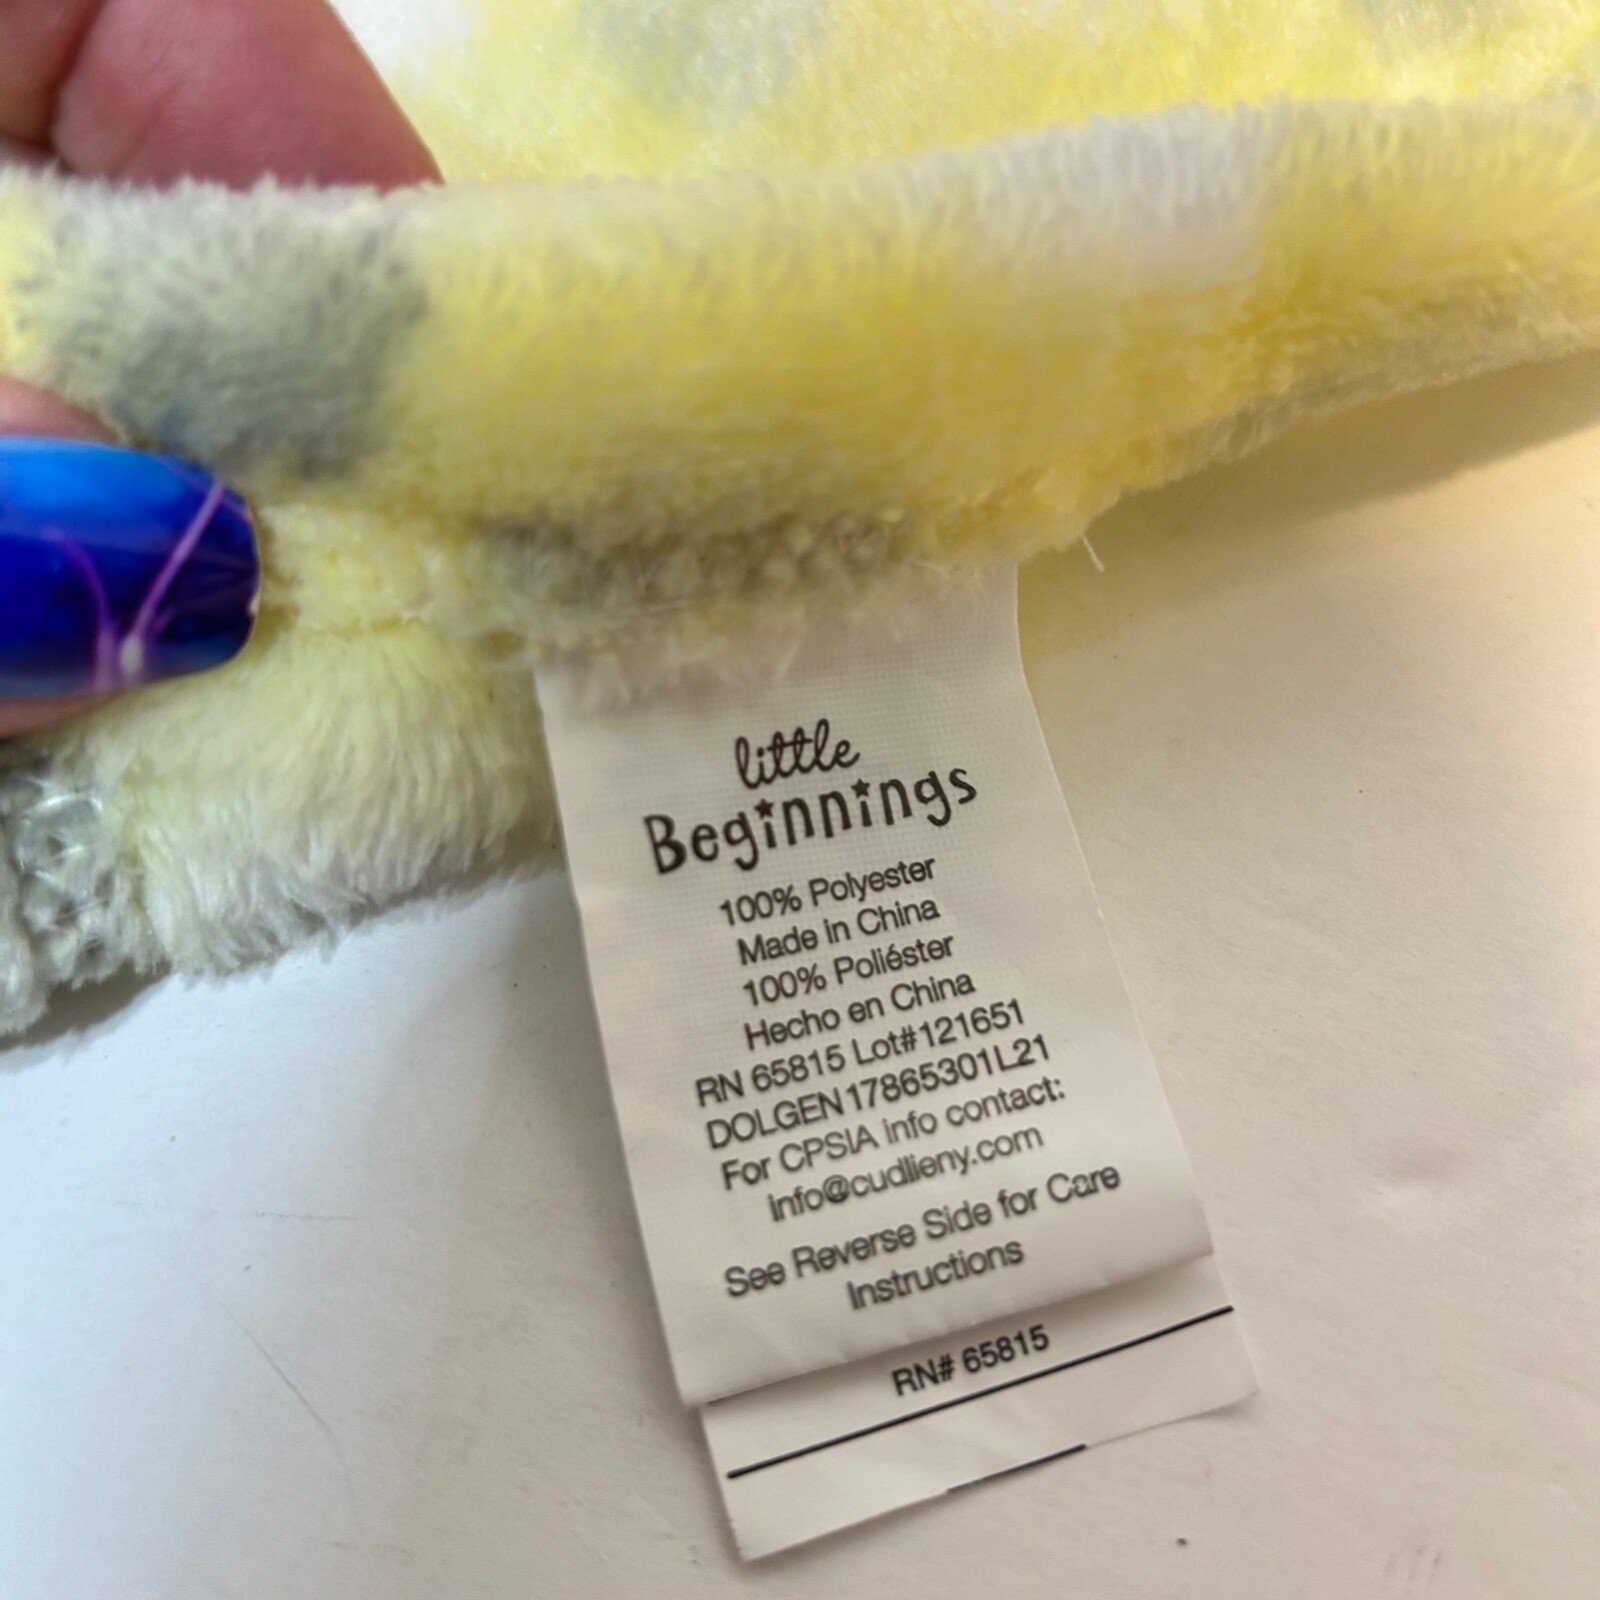 little
Beginnings
100% Polyester
Made in China
100% Poliéster
Hecho en China
RN 65815 Lot#121651
DOLGEN17865301L21
For CPSIA info contact:
info@cudlieny.com
See Reverse Side for Care
Instructions
RN# 65815